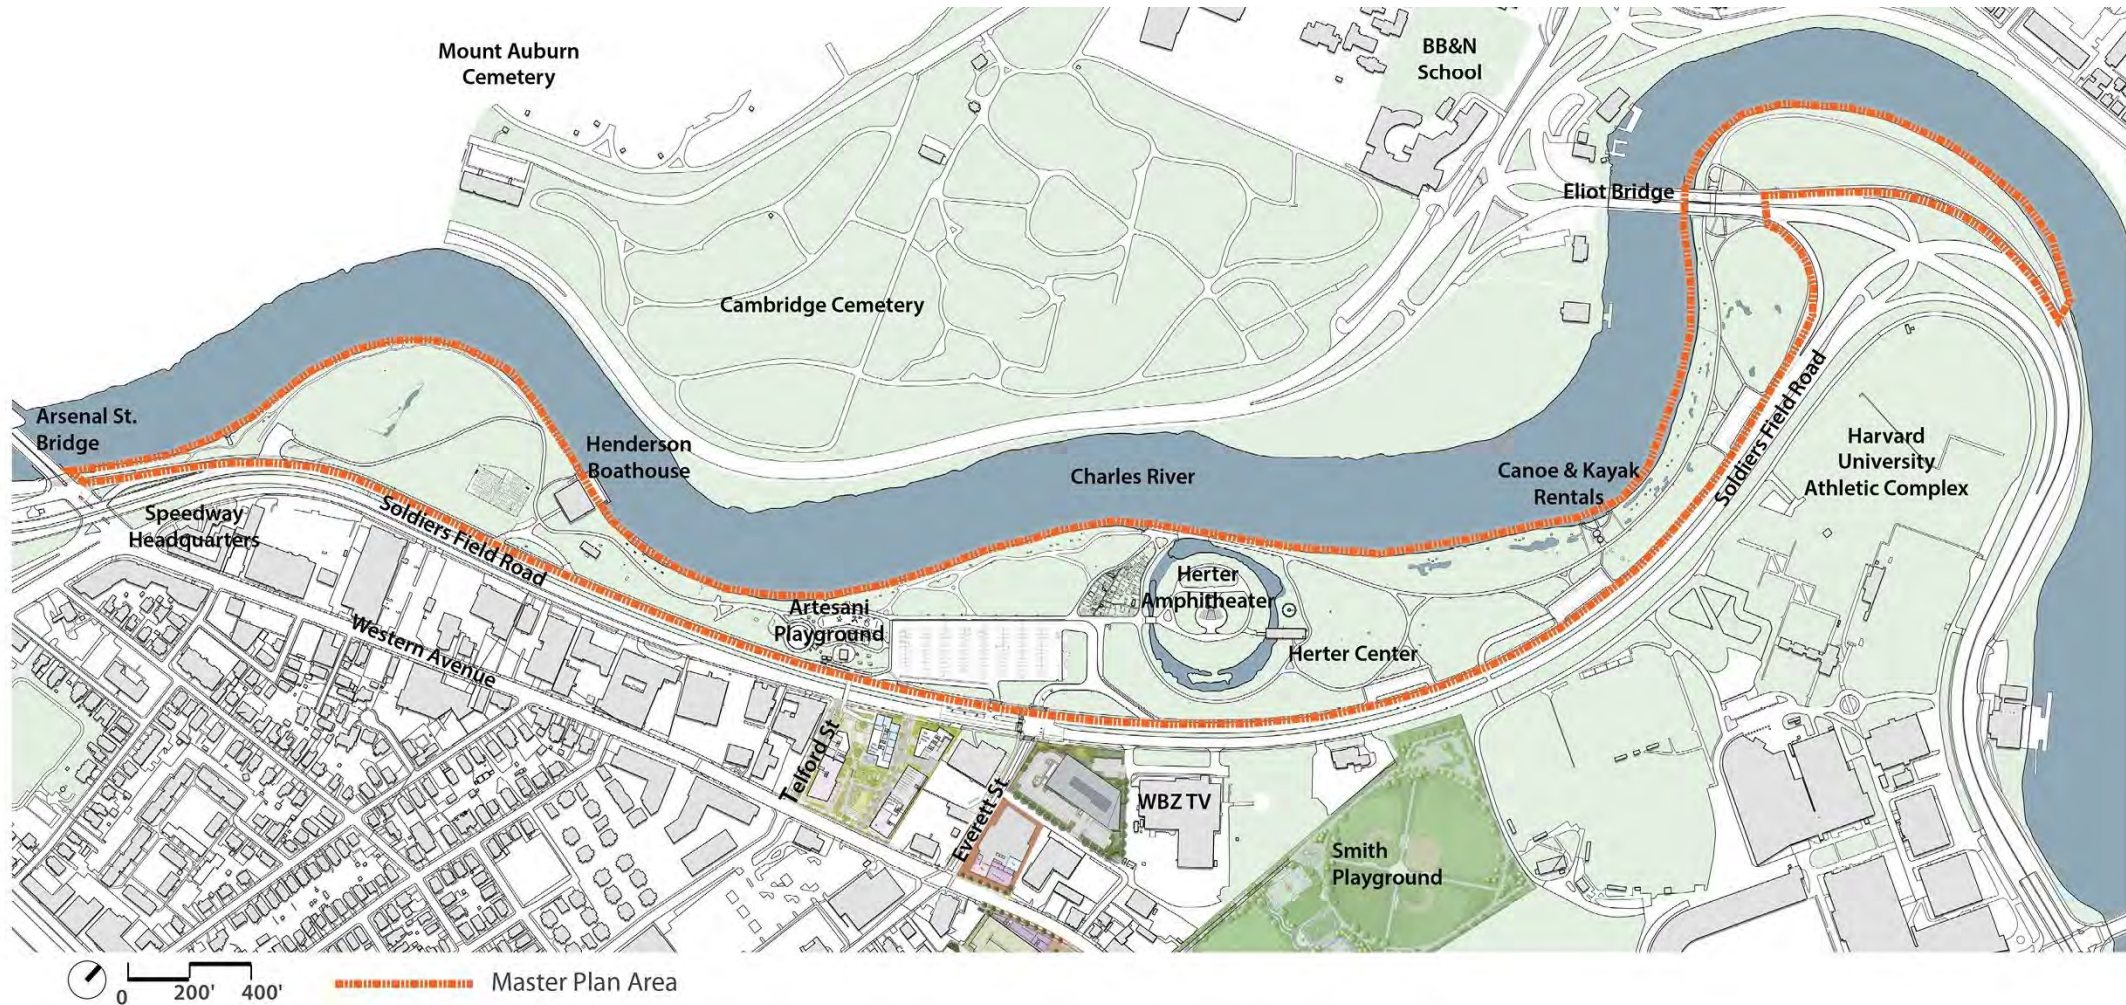 Mount Auburn
Cemetery
BB&N
School
Eliot Bridge
Cambridge Cemetery
Arsenal St.
Bridge
Henderson
Boathouse
Charles River
Canoe & Kayak
Rentals
Soldiers Field Road
Harvard
University
Athletic Complex
Speedway
Headquarters
Soldiers Field Road
Herter
Amphitheater
Artesani
Playground
Herter Center
Western Avenue
Telford St
Everett St
WBZ TV
Smith
Playground
0 200' 400'
Master Plan Area